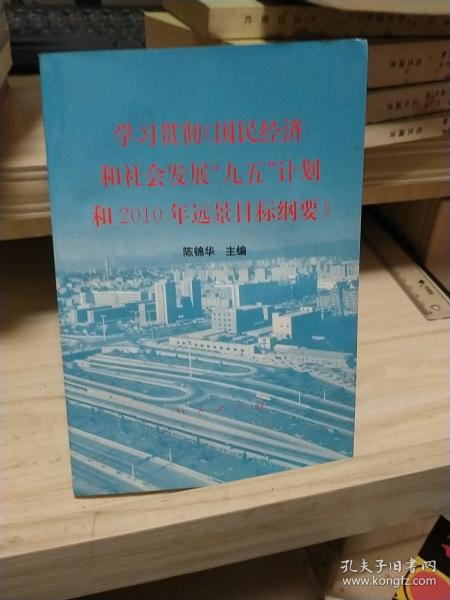 学习贯彻《国民经济
和社会发展“九五”计划
和2010年远景目标纲要》
陈锦华 主编
孔夫子旧书网
www.kongfz.com